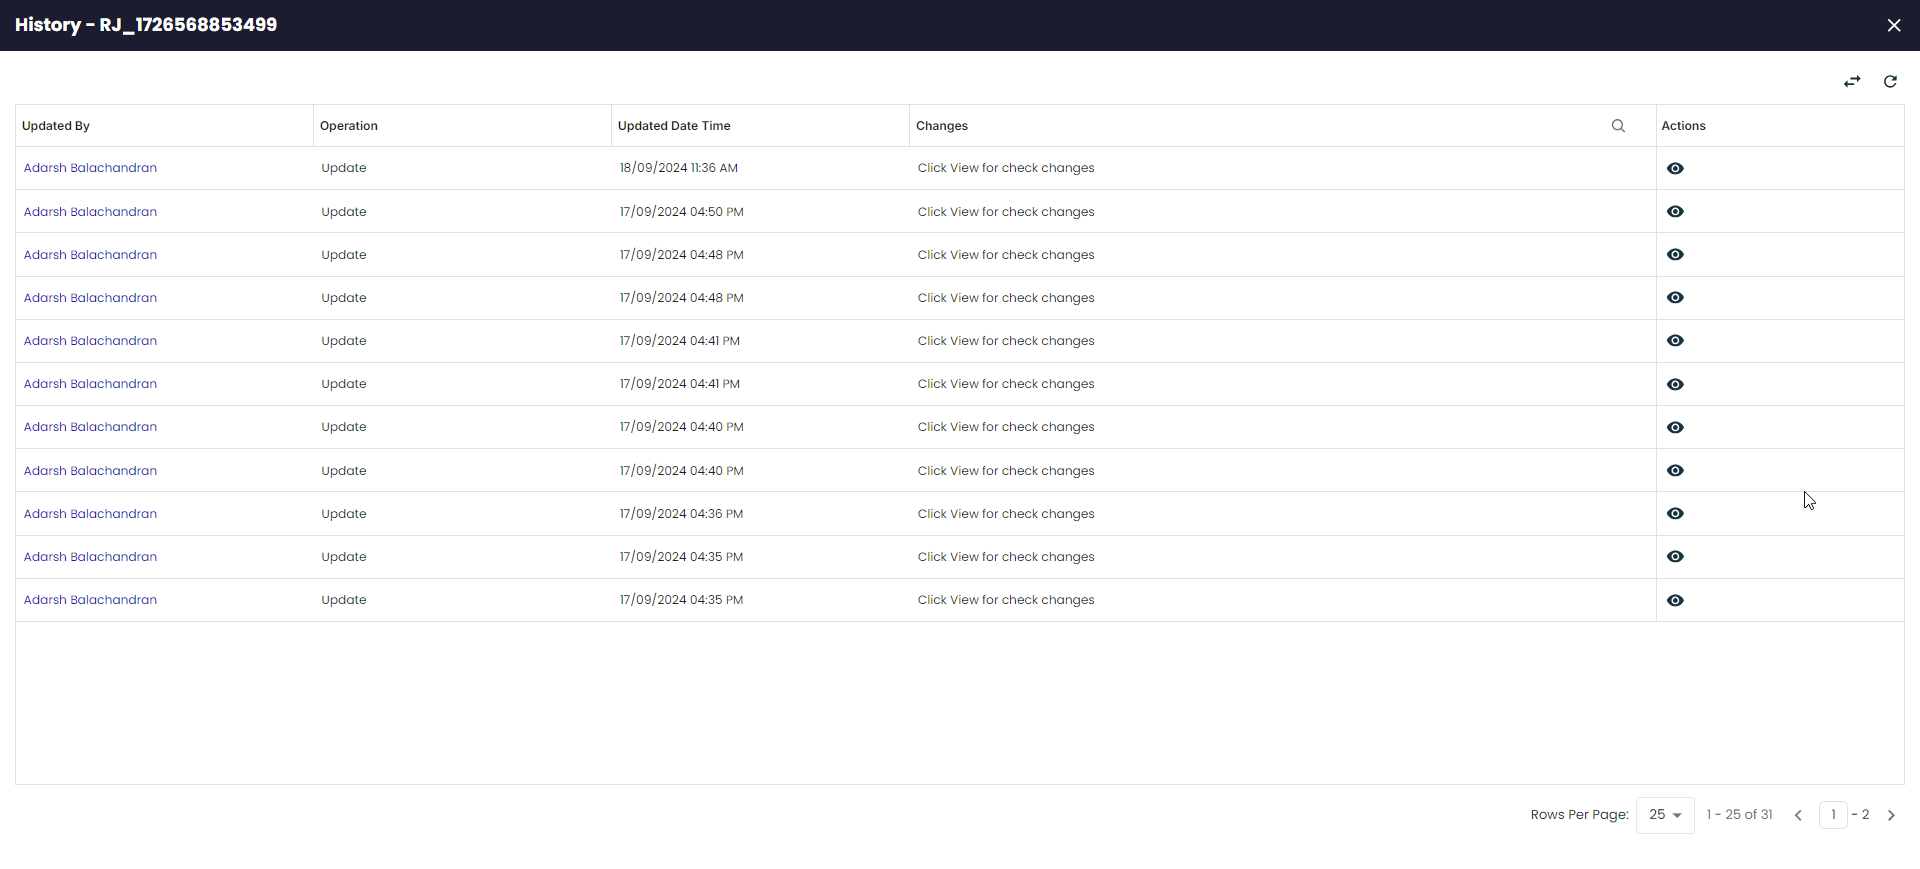 History - RJ_1726568853499
Updated By Operation Updated Date Time Changes Actions
Adarsh Balachandran Update 18/09/2024 11:36 AM Click View for check changes
Adarsh Balachandran Update 17/09/2024 04:50 PM Click View for check changes
Adarsh Balachandran Update 17/09/2024 04:48 PM Click View for check changes
Adarsh Balachandran Update 17/09/2024 04:48 PM Click View for check changes
Adarsh Balachandran Update 17/09/2024 04:41 PM Click View for check changes
Adarsh Balachandran Update 17/09/2024 04:41 PM Click View for check changes
Adarsh Balachandran Update 17/09/2024 04:40 PM Click View for check changes
Adarsh Balachandran Update 17/09/2024 04:40 PM Click View for check changes
Adarsh Balachandran Update 17/09/2024 04:36 PM Click View for check changes
Adarsh Balachandran Update 17/09/2024 04:35 PM Click View for check changes
Adarsh Balachandran Update 17/09/2024 04:35 PM Click View for check changes
Rows Per Page: 25 1 - 25 of 31 1 - 2